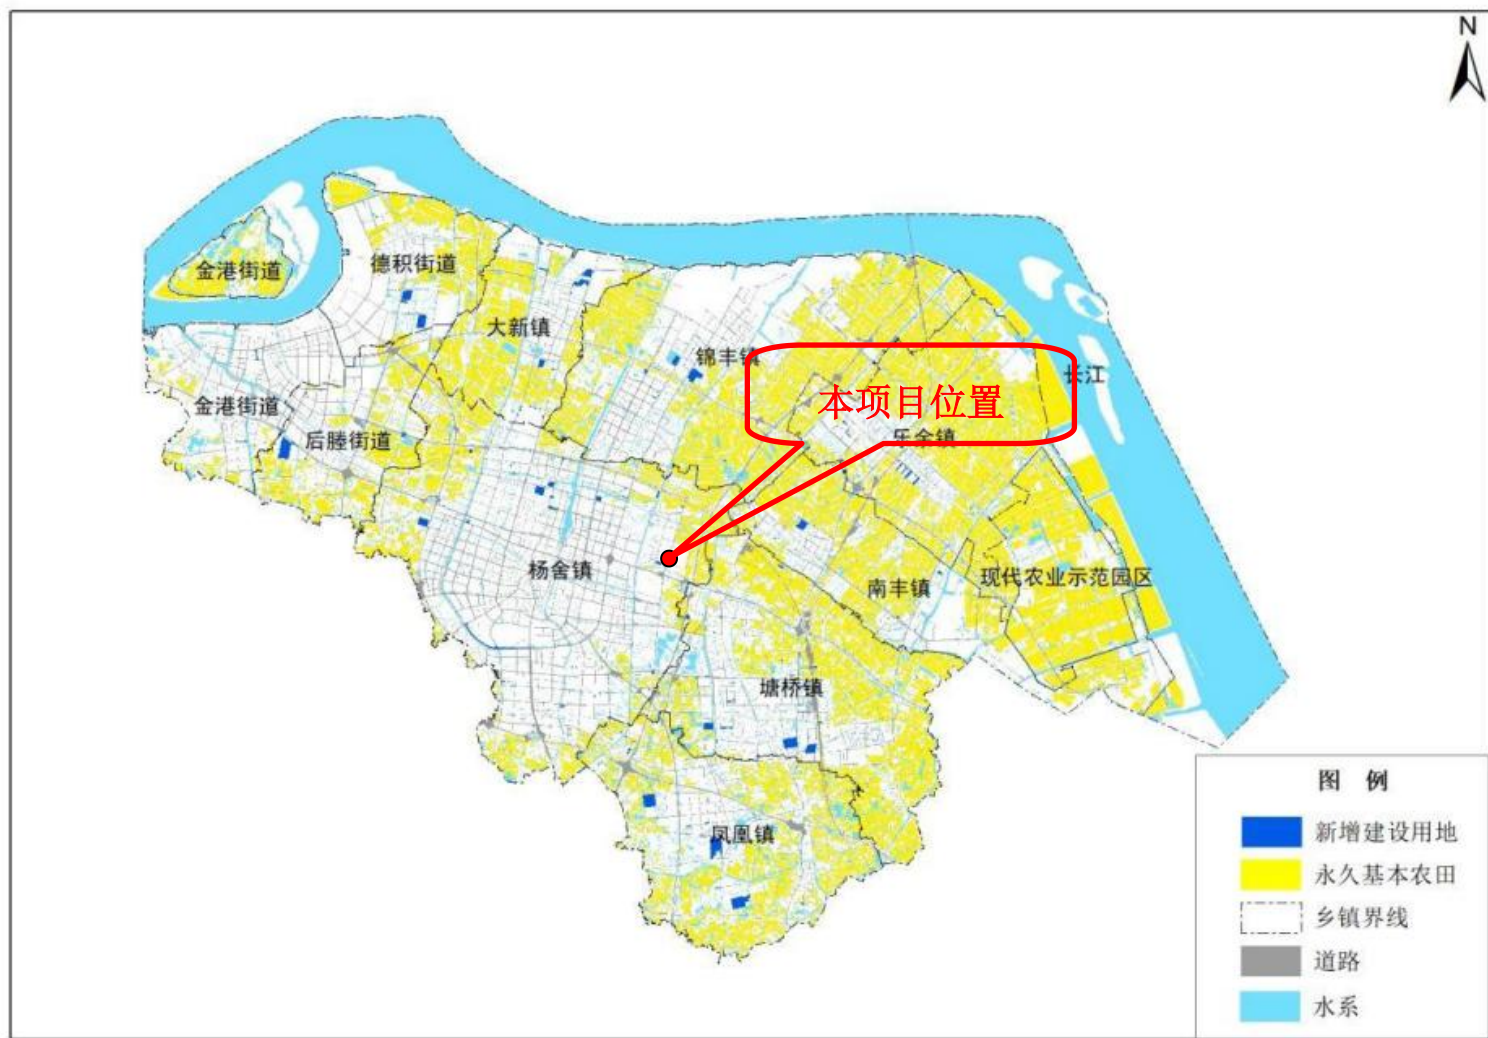 N
金港街道
德积街道
大新镇
锦丰镇
长江
本项目位置
金港街道
后塍街道
乐余镇
杨舍镇
南丰镇
现代农业示范园区
塘桥镇
凤凰镇
图 例
新增建设用地
永久基本农田
乡镇界线
道路
水系